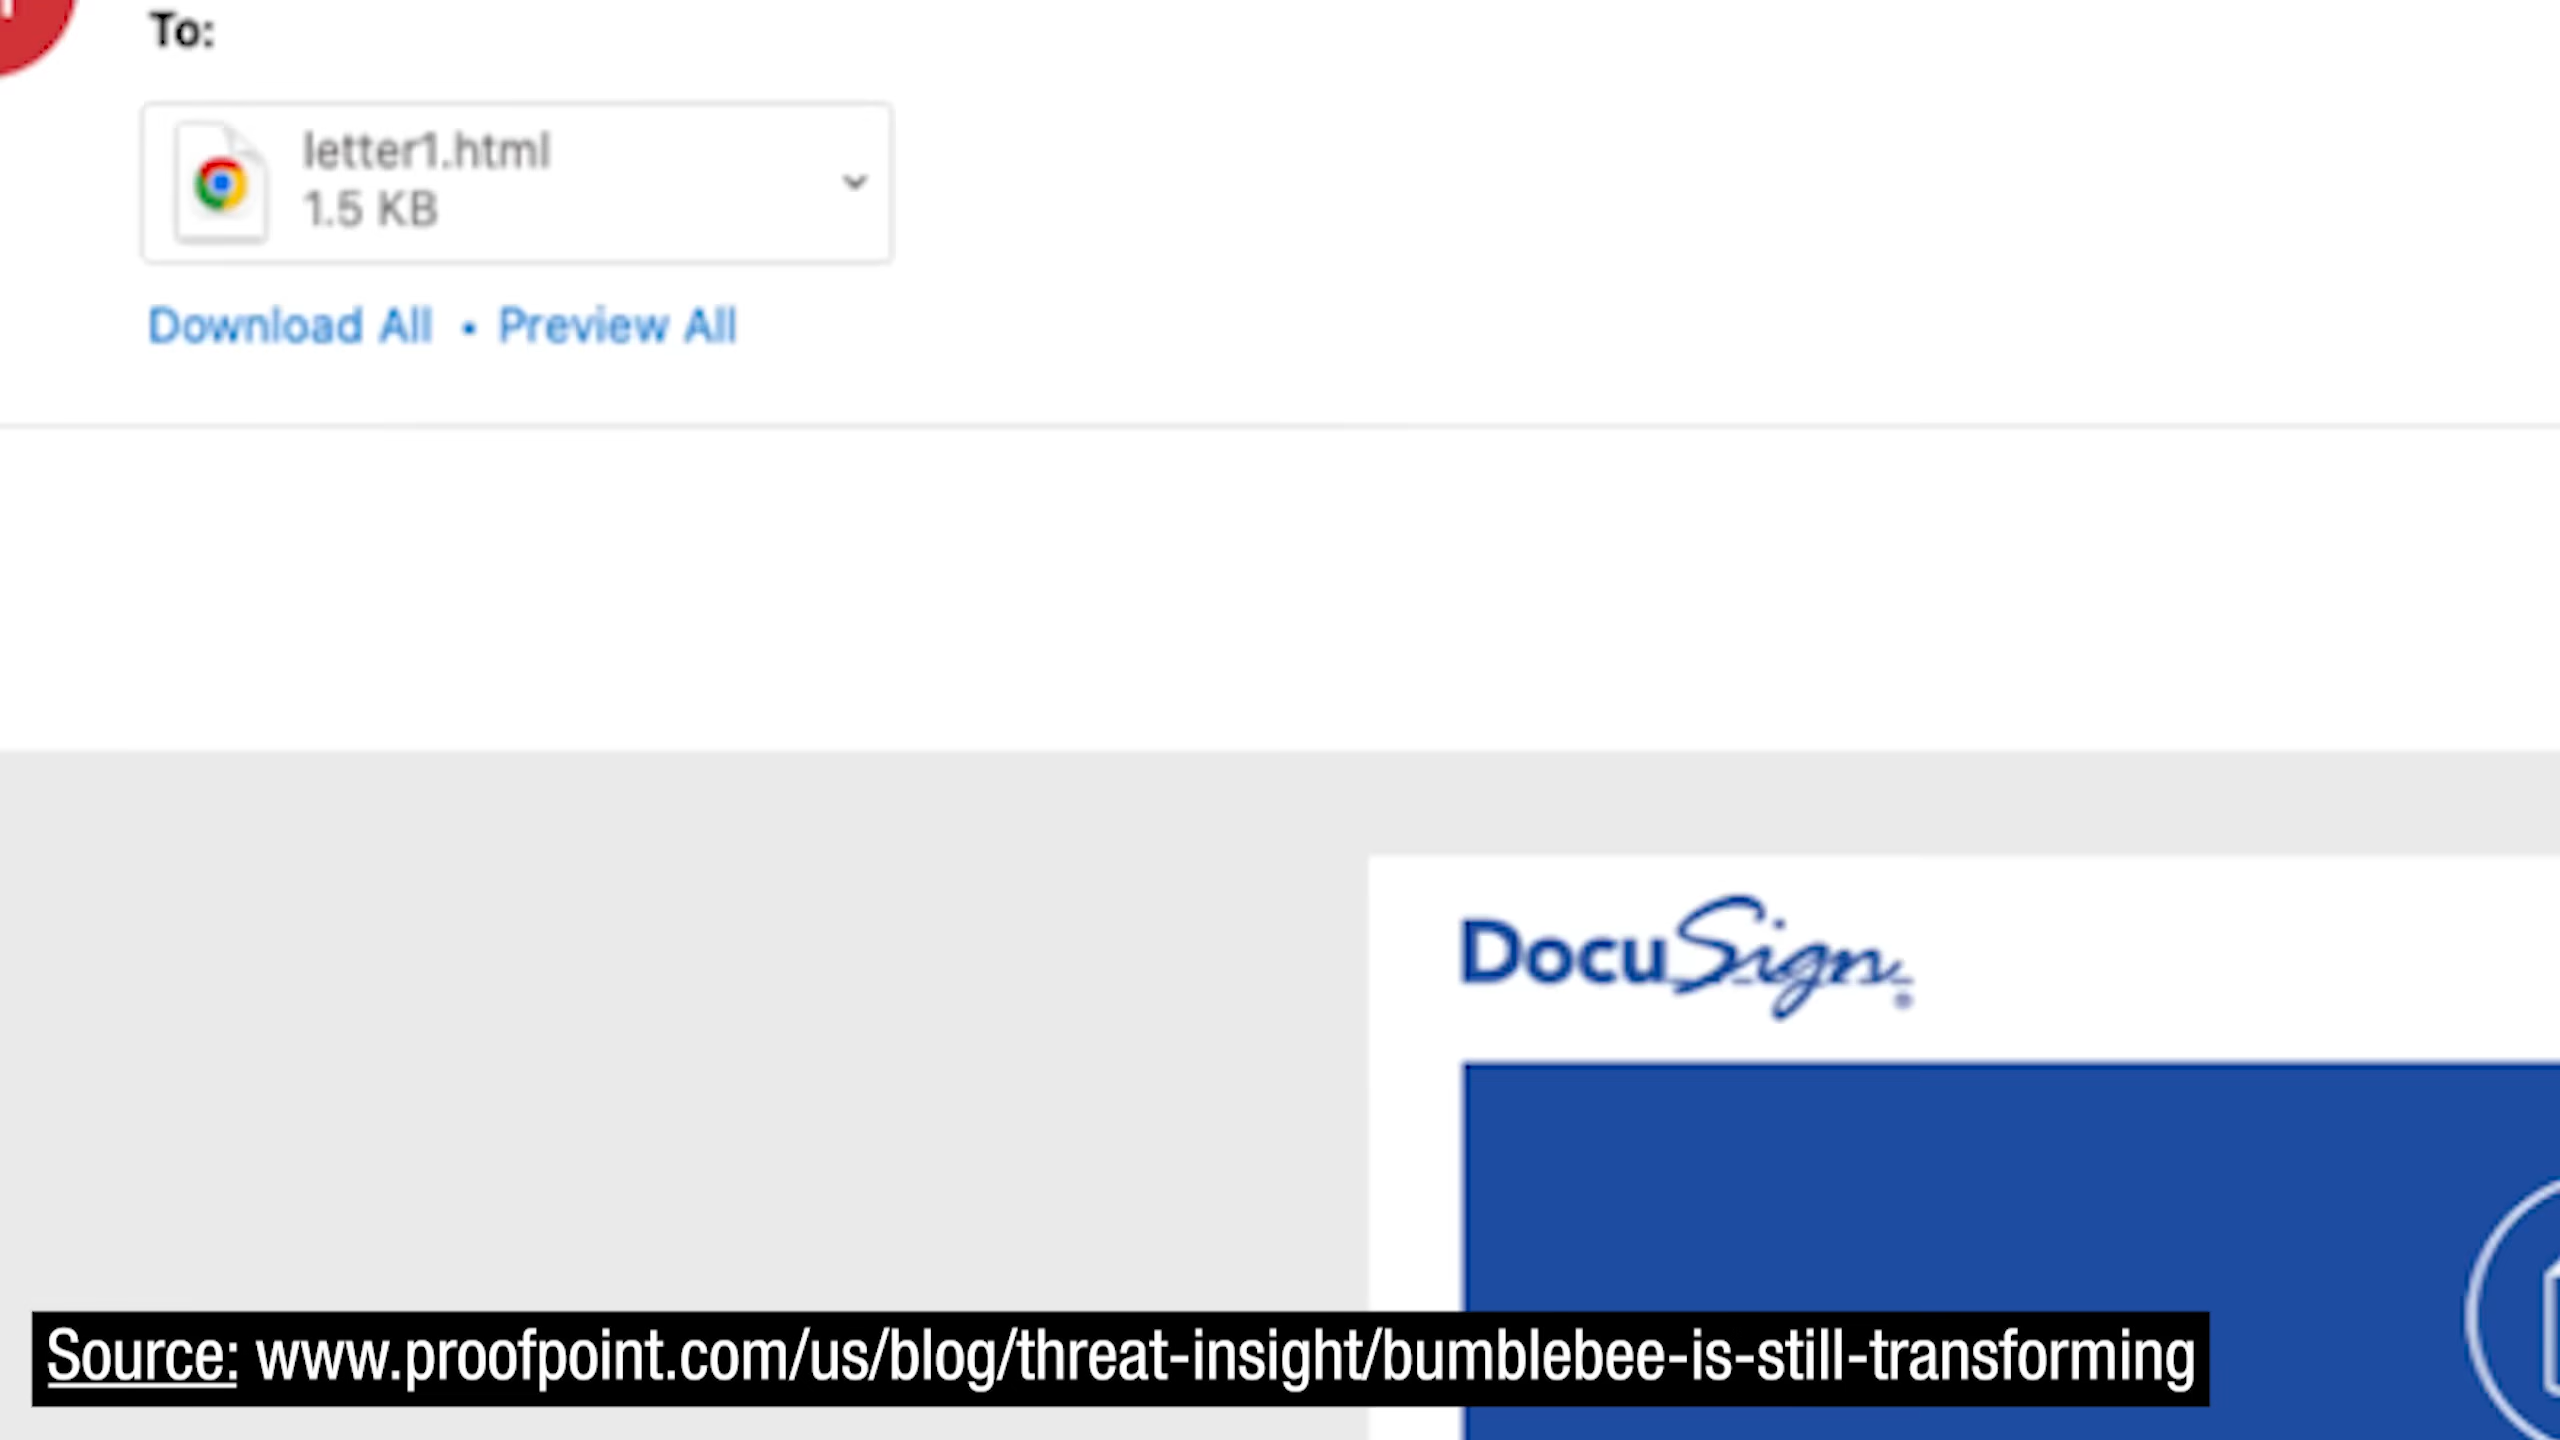 To:
letter1.html
1.5 KB
Download All • Preview All
DocuSign®
Source: www.proofpoint.com/us/blog/threat-insight/bumblebee-is-still-transforming